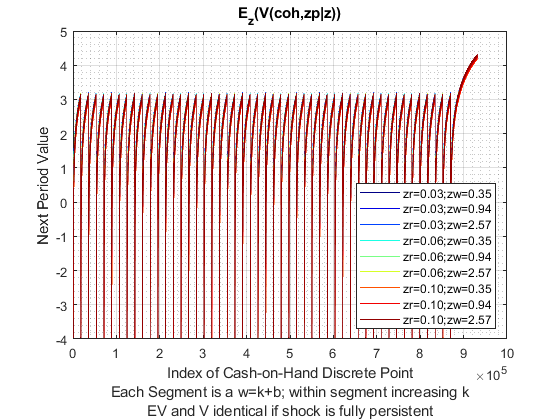 E_z(V(coh,zp|z))
5
4
3
2
1
0
-1
-2
-3
-4
Next Period Value
zr=0.03;zw=0.35
zr=0.03;zw=0.94
zr=0.03;zw=2.57
zr=0.06;zw=0.35
zr=0.06;zw=0.94
zr=0.06;zw=2.57
zr=0.10;zw=0.35
zr=0.10;zw=0.94
zr=0.10;zw=2.57
0 1 2 3 4 5 6 7 8 9 10
×10^5
Index of Cash-on-Hand Discrete Point
Each Segment is a w=k+b; within segment increasing k
EV and V identical if shock is fully persistent